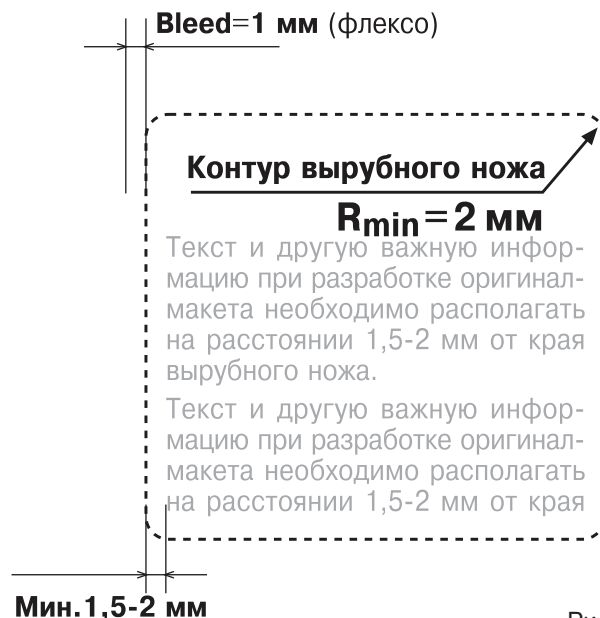 Bleed=1 мм (флексо)
Контур вырубного ножа
Rmin=2 мм
Текст и другую важную инфор-
мацию при разработке оригинал-
макета необходимо располагать
на расстоянии 1,5-2 мм от края
вырубного ножа.
Текст и другую важную инфор-
мацию при разработке оригинал-
макета необходимо располагать
на расстоянии 1,5-2 мм от края
Мин.1,5-2 мм